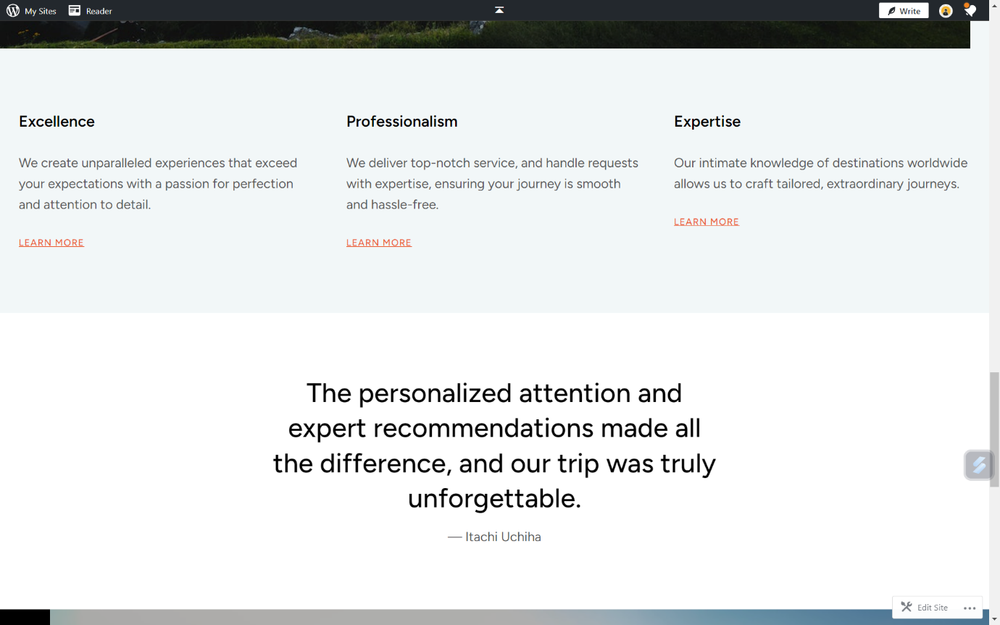 My Sites
Reader
Write
Excellence
We create unparalleled experiences that exceed
your expectations with a passion for perfection
and attention to detail.
LEARN MORE
Professionalism
We deliver top-notch service, and handle requests
with expertise, ensuring your journey is smooth
and hassle-free.
LEARN MORE
Expertise
Our intimate knowledge of destinations worldwide
allows us to craft tailored, extraordinary journeys.
LEARN MORE
The personalized attention and
expert recommendations made all
the difference, and our trip was truly
unforgettable.
— Itachi Uchiha
Edit Site